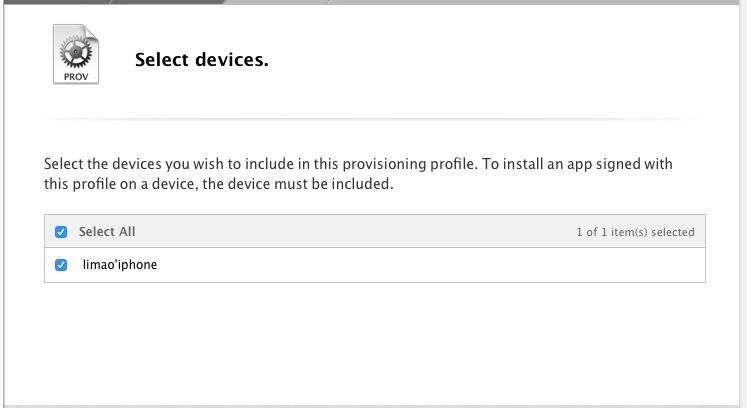 PROV
Select devices.
Select the devices you wish to include in this provisioning profile. To install an app signed with
this profile on a device, the device must be included.
Select All
1 of 1 item(s) selected
limao'iphone